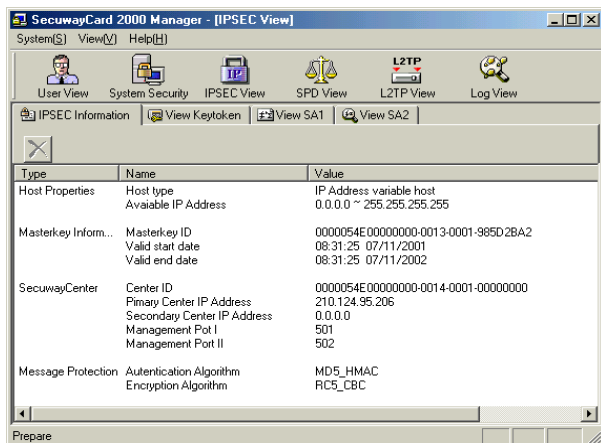 SecuwayCard 2000 Manager - [IPSEC View]
System(S) View(V) Help(H)
User View System Security IPSEC View SPD View L2TP L2TP View Log View
IPSEC Information View Keytoken View SA1 View SA2
Type Name Value
Host Properties Host type IP Address variable host
Avaiable IP Address 0.0.0.0 ~ 255.255.255.255
Masterkey Inform... Masterkey ID 0000054E00000000-0013-0001-985D2BA2
Valid start date 08:31:25 07/11/2001
Valid end date 08:31:25 07/11/2002
SecuwayCenter Center ID 0000054E00000000-0014-0001-00000000
Pimary Center IP Address 210.124.95.206
Secondary Center IP Address 0.0.0.0
Management Pot I 501
Management Port II 502
Message Protection Autentication Algorithm MD5_HMAC
Encryption Algorithm RC5_CBC
Prepare